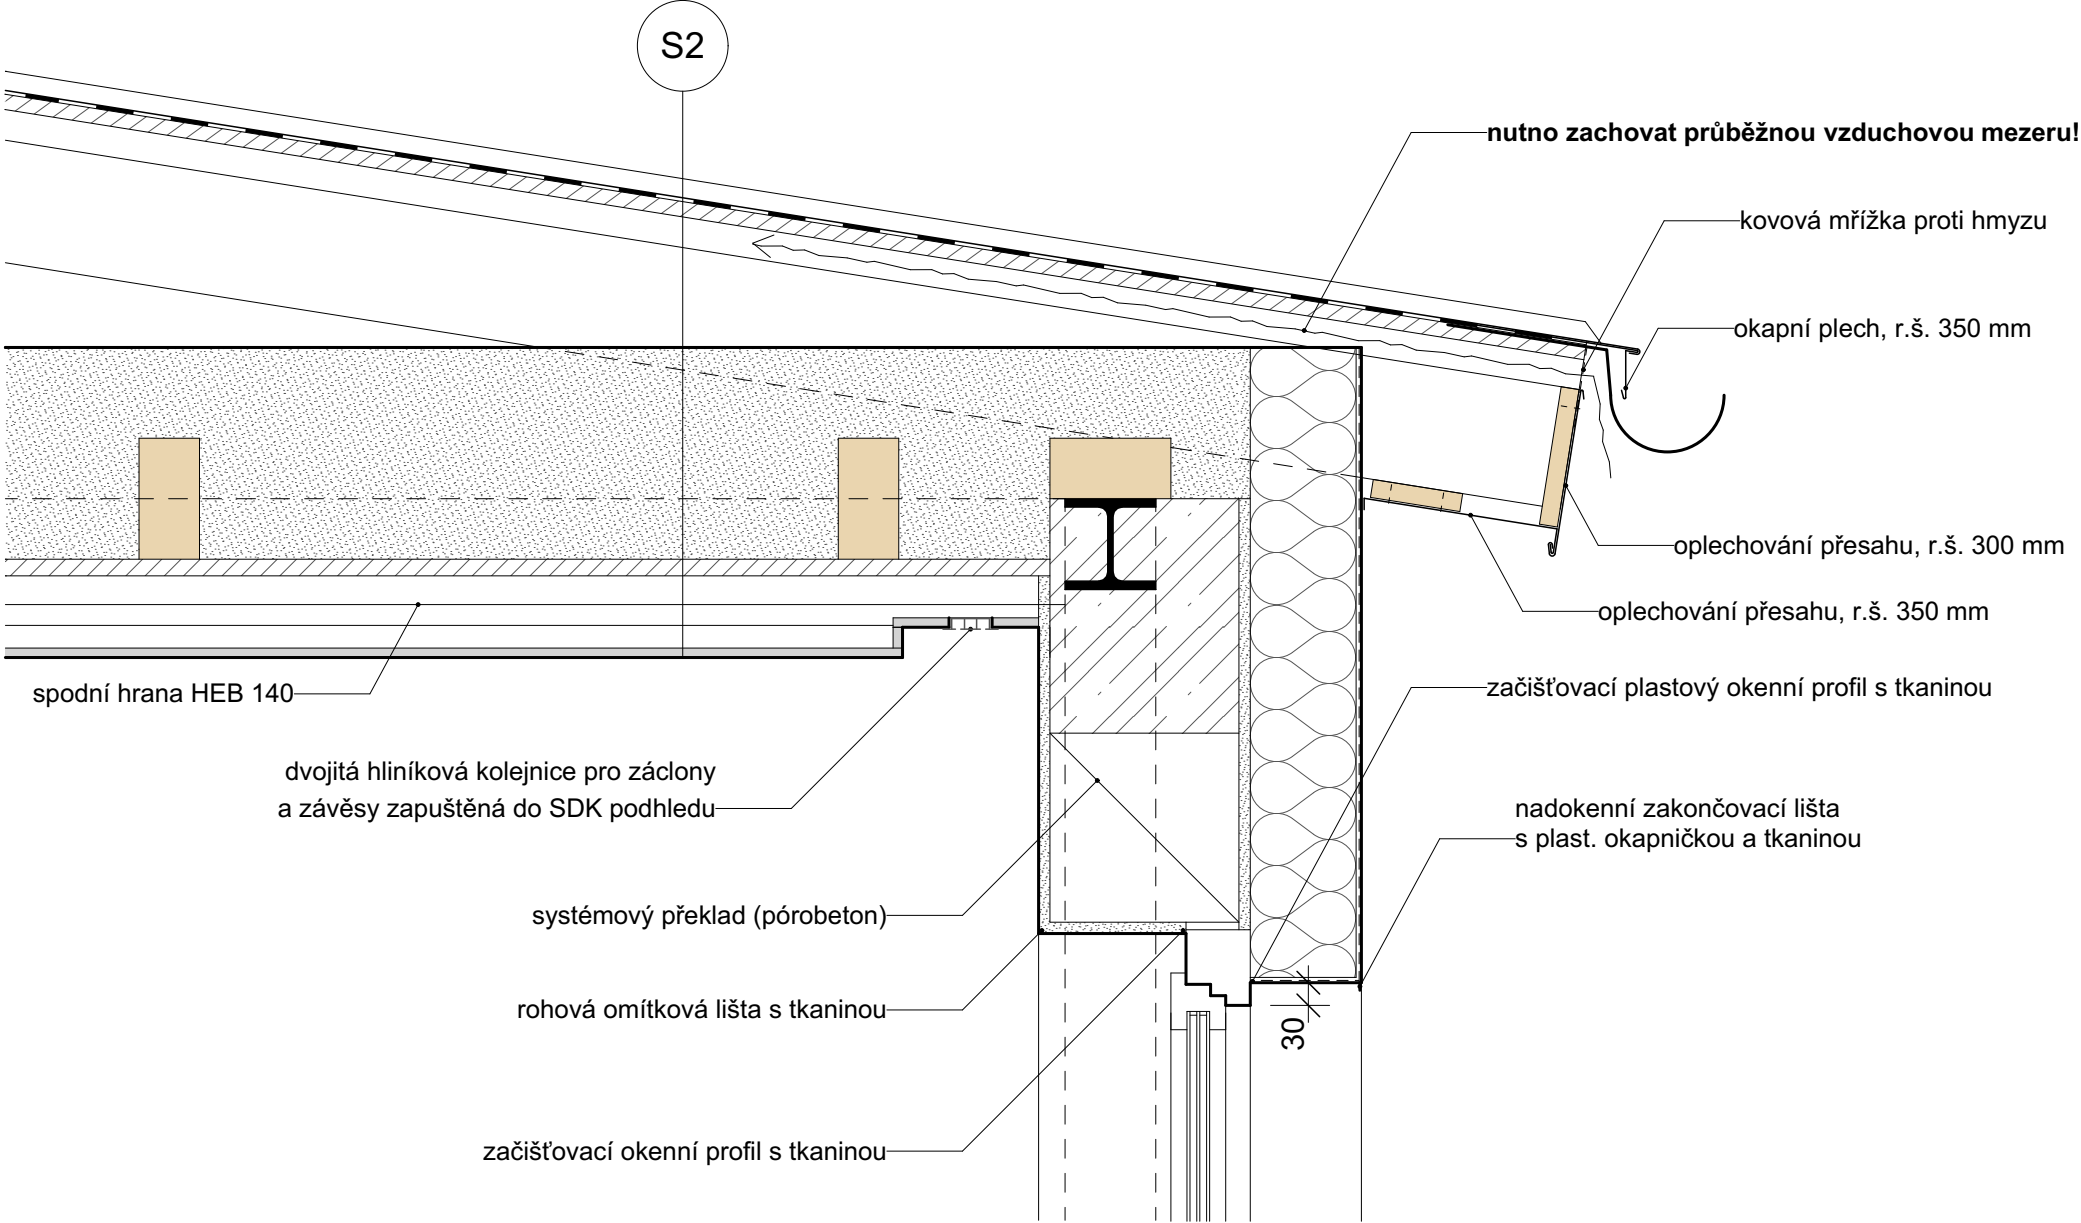 S2
nutno zachovat průběžnou vzduchovou mezeru!
kovová mřížka proti hmyzu
okapní plech, r.š. 350 mm
oplechování přesahu, r.š. 300 mm
oplechování přesahu, r.š. 350 mm
spodní hrana HEB 140
začišťovací plastový okenní profil s tkaninou
dvojitá hliníková kolejnice pro záclony
a závěsy zapuštěná do SDK podhledu
nadokenní zakončovací lišta
s plast. okapničkou a tkaninou
systémový překlad (pórobeton)
rohová omítková lišta s tkaninou
30
začišťovací okenní profil s tkaninou